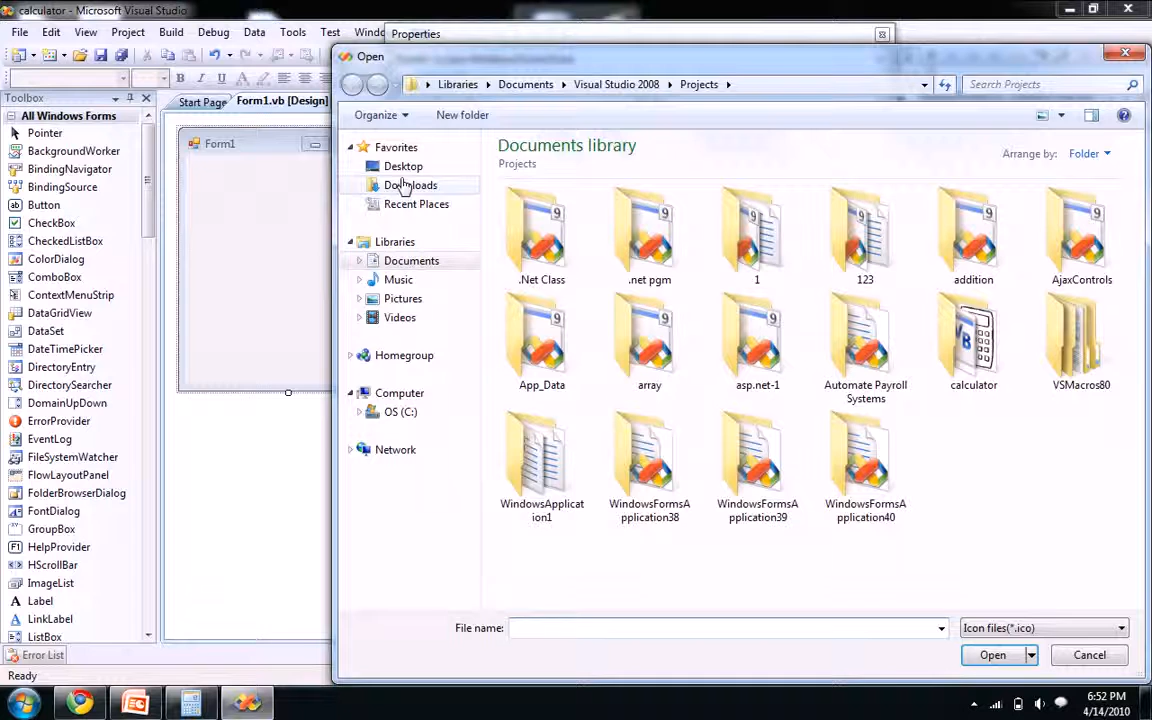 calculator - Microsoft Visual Studio
File Edit View Project Build Debug Data Tools Test
Properties
Open
Libraries Documents Visual Studio 2008 Projects
Search Projects
Organize New folder
Toolbox
Start Page Form1.vb [Design]
All Windows Forms
Pointer
BackgroundWorker
BindingNavigator
BindingSource
Button
CheckBox
CheckedListBox
ColorDialog
ComboBox
ContextMenuStrip
DataGridView
DataSet
DateTimePicker
DirectoryEntry
DirectorySearcher
DomainUpDown
ErrorProvider
EventLog
FileSystemWatcher
FlowLayoutPanel
FolderBrowserDialog
FontDialog
GroupBox
HelpProvider
HScrollBar
ImageList
Label
LinkLabel
ListBox
Form1
Favorites
Desktop
Downloads
Recent Places
Libraries
Documents
Music
Pictures
Videos
Homegroup
Computer
OS (C:)
Network
Documents library
Projects
Arrange by: Folder
.Net Class
.net pgm
1
123
addition
AjaxControls
App_Data
array
asp.net-1
Automate Payroll
Systems
calculator
VSMacros80
WindowsApplicat
ion1
WindowsFormsA
pplication38
WindowsFormsA
pplication39
WindowsFormsA
pplication40
File name:
Icon files(*.ico)
Open
Cancel
Error List
Ready
6:52 PM
4/14/2010